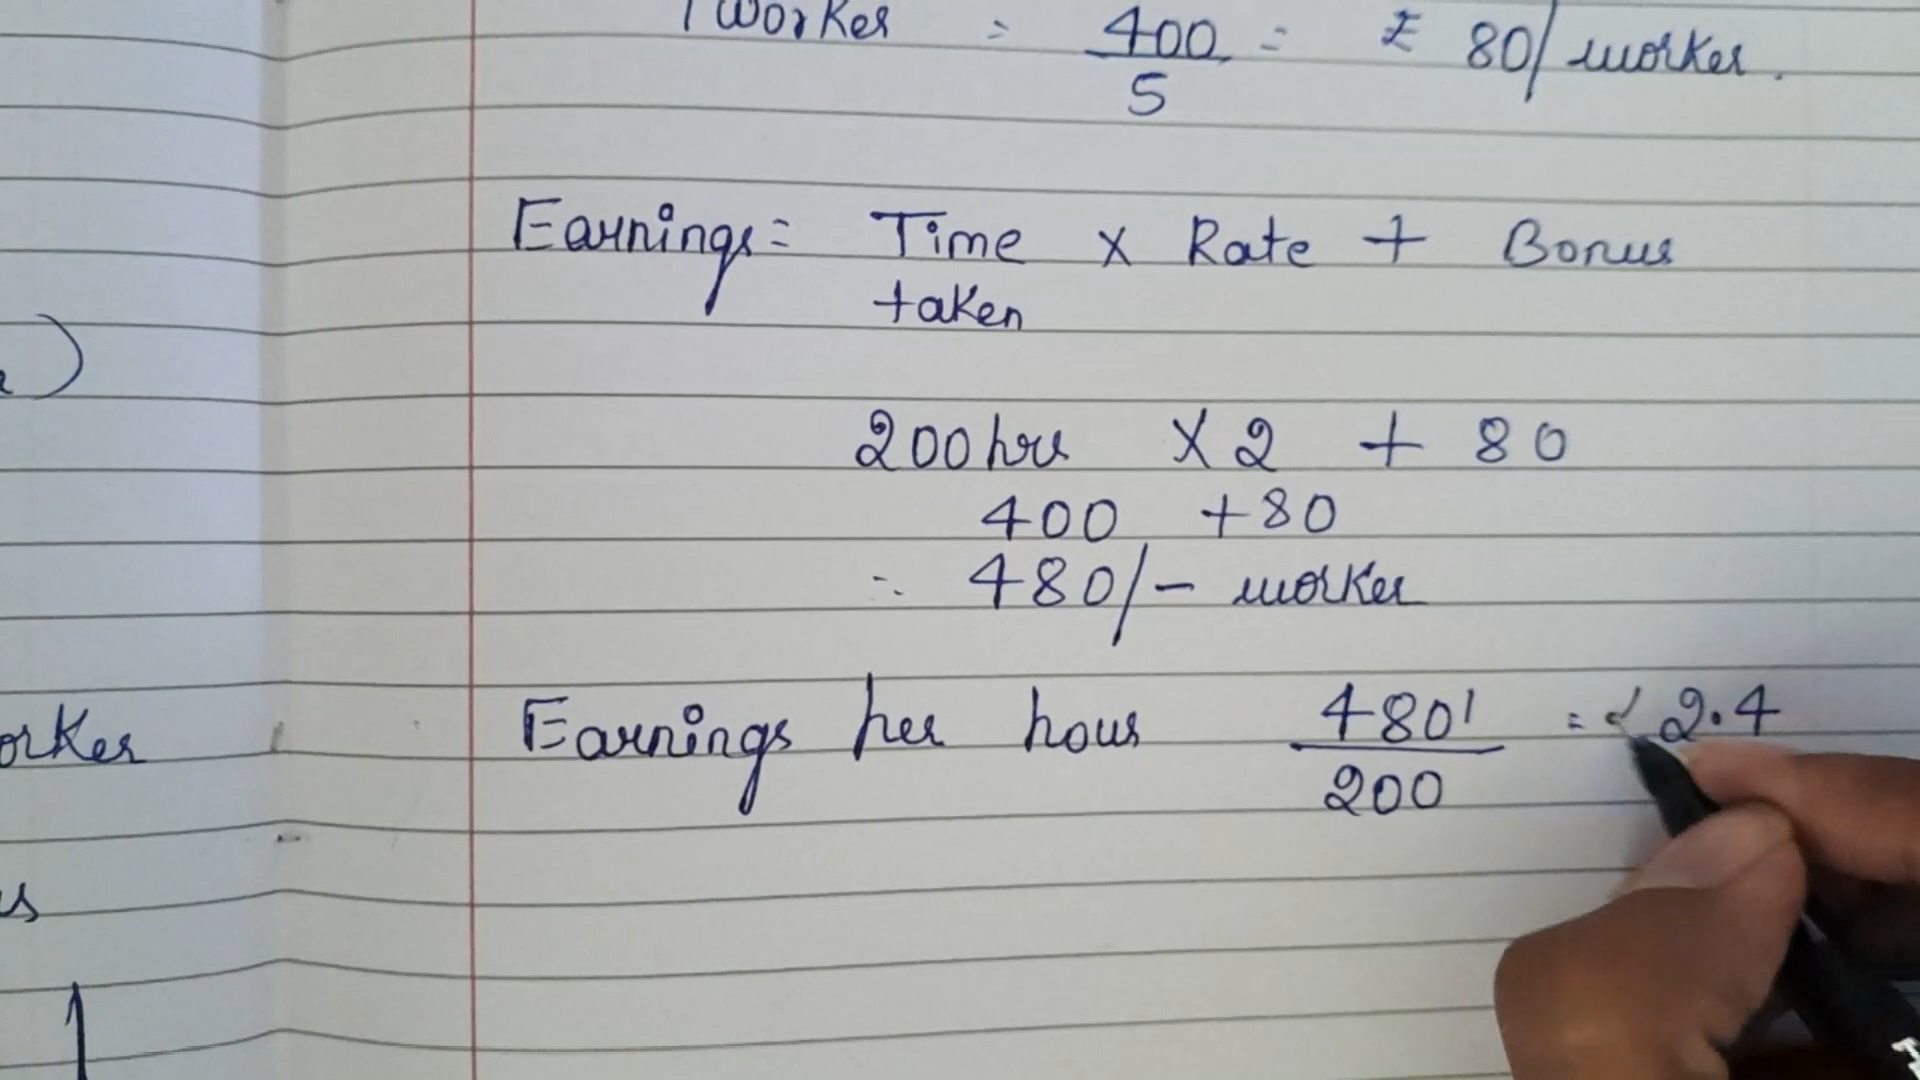 1 Worker = 400 = ₹ 80/ worker.
5
Earnings = Time x Rate + Bonus
taken
200 hrs x 2 + 80
400 + 80
= 480/- worker
orker
Earnings per hour 480 = ₹ 2.4
200